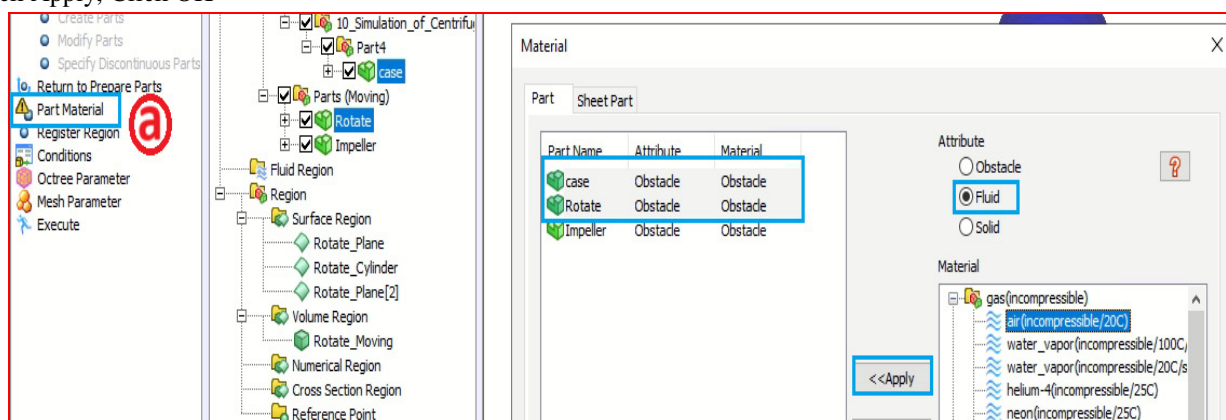 Create Parts
Modify Parts
Specify Discontinuous Parts
Return to Prepare Parts
Part Material
Register Region
Conditions
Octree Parameter
Mesh Parameter
Execute
a
10_Simulation_of_Centrifu
Part4
case
Parts (Moving)
Rotate
Impeller
Fluid Region
Region
Surface Region
Rotate_Plane
Rotate_Cylinder
Rotate_Plane[2]
Volume Region
Rotate_Moving
Numerical Region
Cross Section Region
Reference Point
Material
X
Part Sheet Part
Part Name Attribute Material
case Obstacle Obstacle
Rotate Obstacle Obstacle
Impeller Obstacle Obstacle
<<Apply
Attribute
Obstacle
Fluid
Solid
?
Material
gas(incompressible)
air(incompressible/20C)
water_vapor(incompressible/100C/
water_vapor(incompressible/20C/s
helium-4(incompressible/25C)
neon(incompressible/25C)